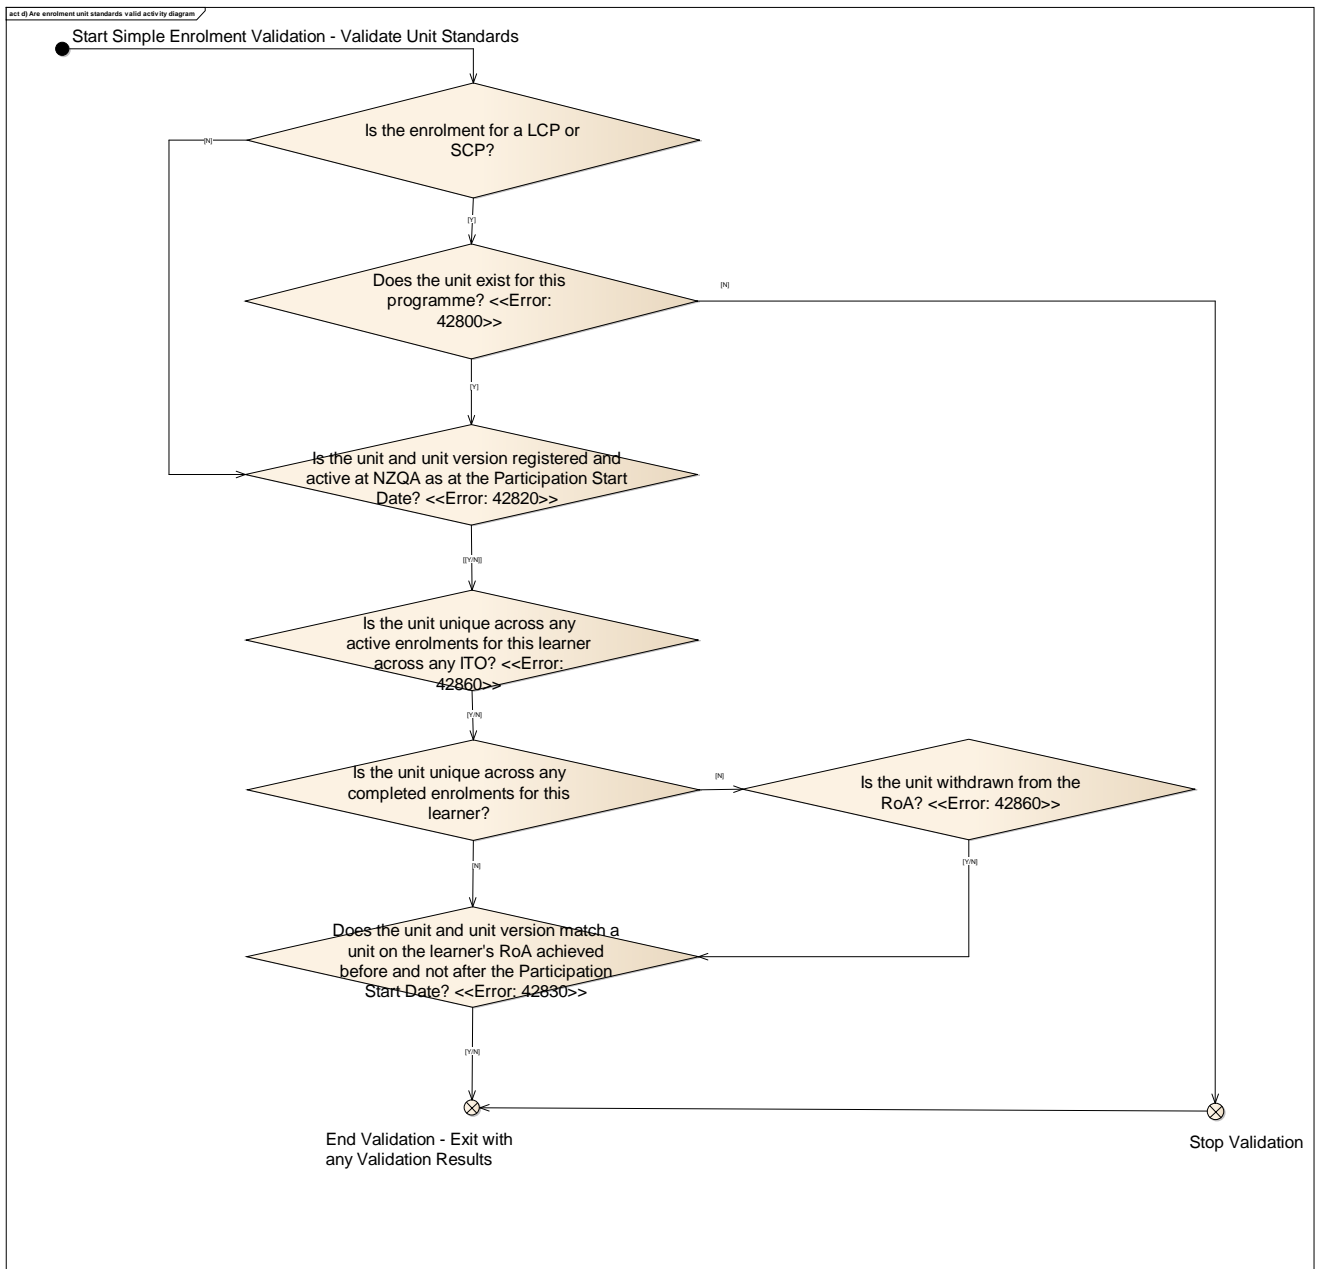 act d) Are enrolment unit standards valid activity diagram
Start Simple Enrolment Validation - Validate Unit Standards
Is the enrolment for a LCP or
SCP?
[N]
[Y]
Does the unit exist for this
programme? <<Error:
42800>>
[N]
[Y]
Is the unit and unit version registered and
active at NZQA as at the Participation Start
Date? <<Error: 42820>>
[[Y/N]]
Is the unit unique across any
active enrolments for this learner
across any ITO? <<Error:
42860>>
[Y/N]
Is the unit unique across any
completed enrolments for this
learner?
[N]
Is the unit withdrawn from the
RoA? <<Error: 42860>>
[N]
[Y/N]
Does the unit and unit version match a
unit on the learner's RoA achieved
before and not after the Participation
Start Date? <<Error: 42830>>
[Y/N]
End Validation - Exit with
any Validation Results
Stop Validation